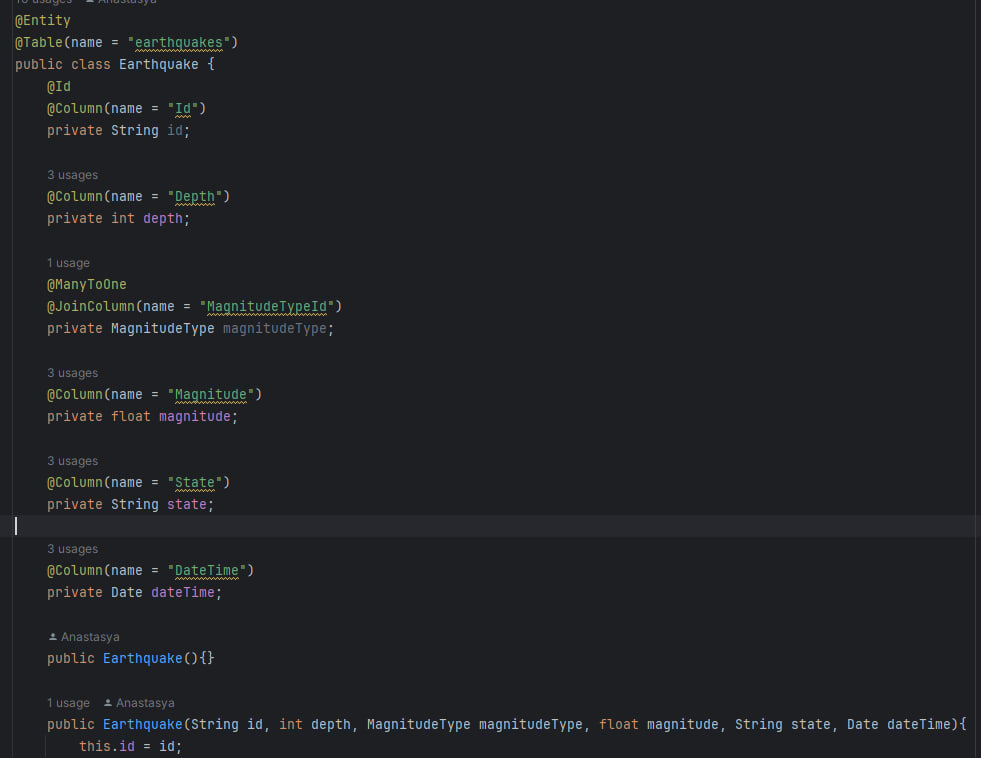 10 usages Anastasya
@Entity
@Table(name = "earthquakes")
public class Earthquake {
@Id
@Column(name = "Id")
private String id;
3 usages
@Column(name = "Depth")
private int depth;
1 usage
@ManyToOne
@JoinColumn(name = "MagnitudeTypeId")
private MagnitudeType magnitudeType;
3 usages
@Column(name = "Magnitude")
private float magnitude;
3 usages
@Column(name = "State")
private String state;
3 usages
@Column(name = "DateTime")
private Date dateTime;
Anastasya
public Earthquake(){}
1 usage Anastasya
public Earthquake(String id, int depth, MagnitudeType magnitudeType, float magnitude, String state, Date dateTime){
this.id = id;